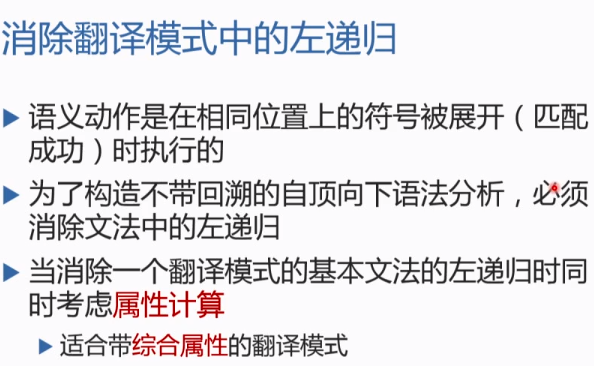 消除翻译模式中的左递归
语义动作是在相同位置上的符号被展开（匹配
成功）时执行的
为了构造不带回溯的自顶向下语法分析，必须
消除文法中的左递归
当消除一个翻译模式的基本文法的左递归时同
时考虑属性计算
适合带综合属性的翻译模式